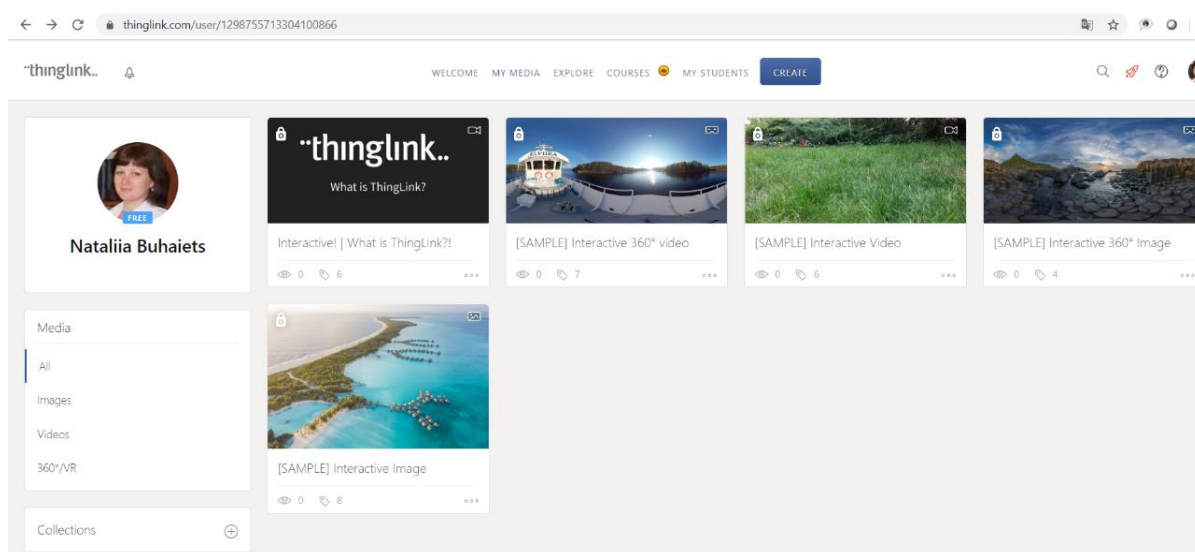 thinglink.com/user/1298755713304100866
thinglink..
WELCOME MY MEDIA EXPLORE COURSES MY STUDENTS CREATE
FREE
Nataliia Buhaiets
Media
All
Images
Videos
360°/VR
Collections
thinglink..
What is ThingLink?
Interactive! | What is ThingLink?!
0 6
ELVIIRA
[SAMPLE] Interactive 360° video
0 7
[SAMPLE] Interactive Video
0 6
[SAMPLE] Interactive 360° Image
0 4
[SAMPLE] Interactive Image
0 8